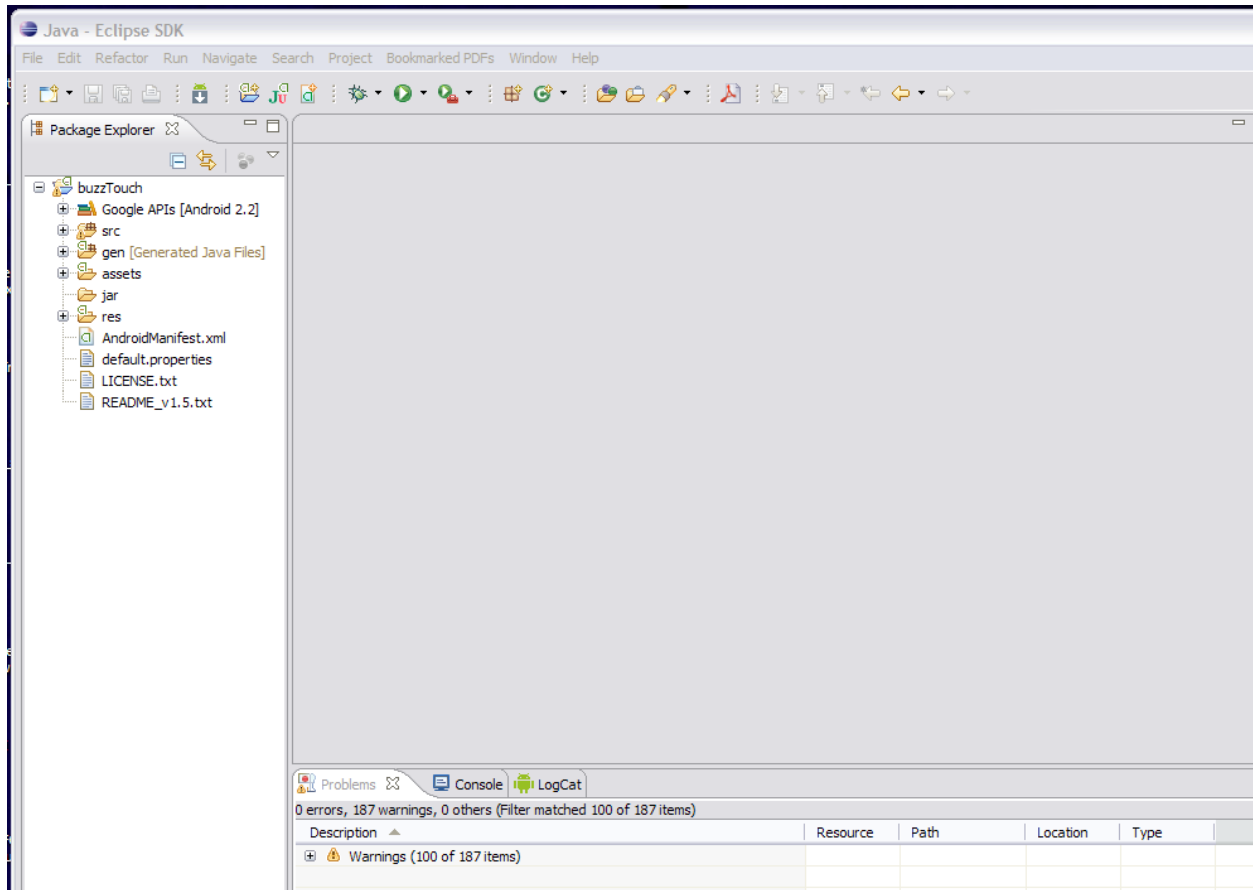 Java - Eclipse SDK
File Edit Refactor Run Navigate Search Project Bookmarked PDFs Window Help
Package Explorer
buzzTouch
Google APIs [Android 2.2]
src
gen [Generated Java Files]
assets
jar
res
AndroidManifest.xml
default.properties
LICENSE.txt
README_v1.5.txt
Problems Console LogCat
0 errors, 187 warnings, 0 others (Filter matched 100 of 187 items)
Description Resource Path Location Type
Warnings (100 of 187 items)